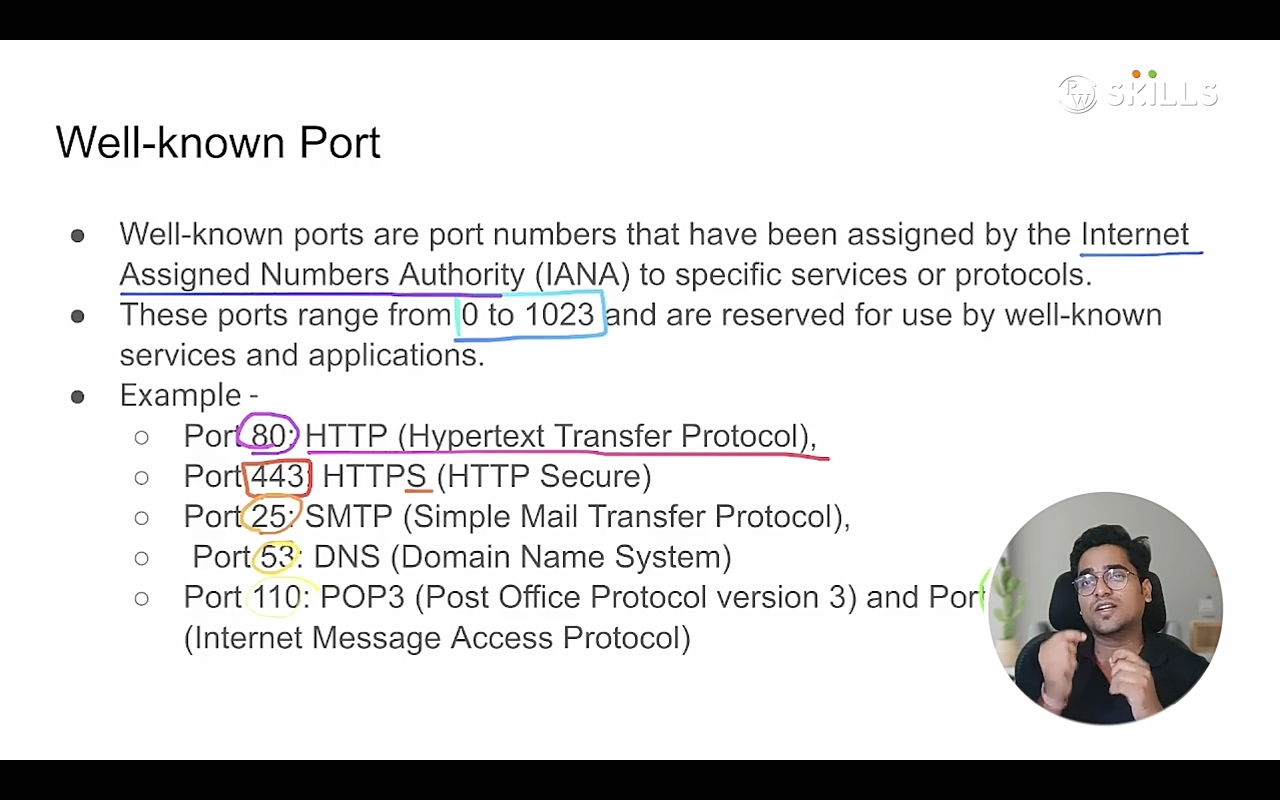 PW SKILLS
Well-known Port
● Well-known ports are port numbers that have been assigned by the Internet
Assigned Numbers Authority (IANA) to specific services or protocols.
● These ports range from 0 to 1023 and are reserved for use by well-known
services and applications.
● Example -
○ Port 80: HTTP (Hypertext Transfer Protocol),
○ Port 443: HTTPS (HTTP Secure)
○ Port 25: SMTP (Simple Mail Transfer Protocol),
○ Port 53: DNS (Domain Name System)
○ Port 110: POP3 (Post Office Protocol version 3) and Port
(Internet Message Access Protocol)